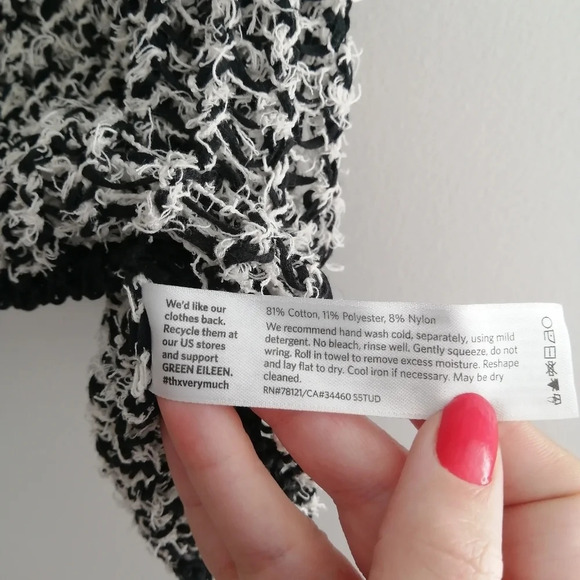 We'd like our
clothes back.
Recycle them at
our US stores
and support
GREEN EILEEN.
#thxverymuch
81% Cotton, 11% Polyester, 8% Nylon
We recommend hand wash cold, separately, using mild
detergent. No bleach, rinse well. Gently squeeze, do not
wring. Roll in towel to remove excess moisture. Reshape
and lay flat to dry. Cool iron if necessary. May be dry
cleaned.
RN#78121/CA#34460 S5TUD